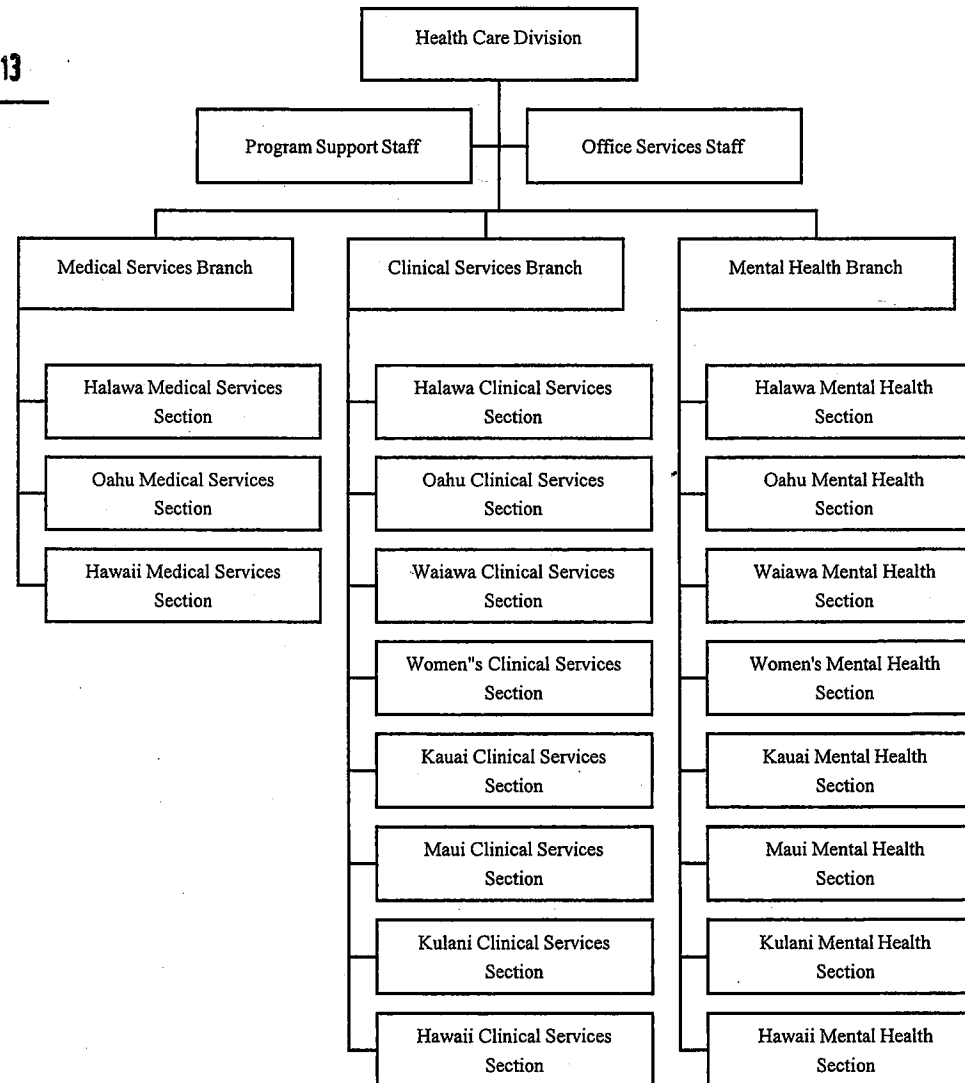 13
Health Care Division
Program Support Staff
Office Services Staff
Medical Services Branch
Clinical Services Branch
Mental Health Branch
Halawa Medical Services
Section
Oahu Medical Services
Section
Hawaii Medical Services
Section
Halawa Clinical Services
Section
Oahu Clinical Services
Section
Waiawa Clinical Services
Section
Women"s Clinical Services
Section
Kauai Clinical Services
Section
Maui Clinical Services
Section
Kulani Clinical Services
Section
Hawaii Clinical Services
Section
Halawa Mental Health
Section
Oahu Mental Health
Section
Waiawa Mental Health
Section
Women's Mental Health
Section
Kauai Mental Health
Section
Maui Mental Health
Section
Kulani Mental Health
Section
Hawaii Mental Health
Section